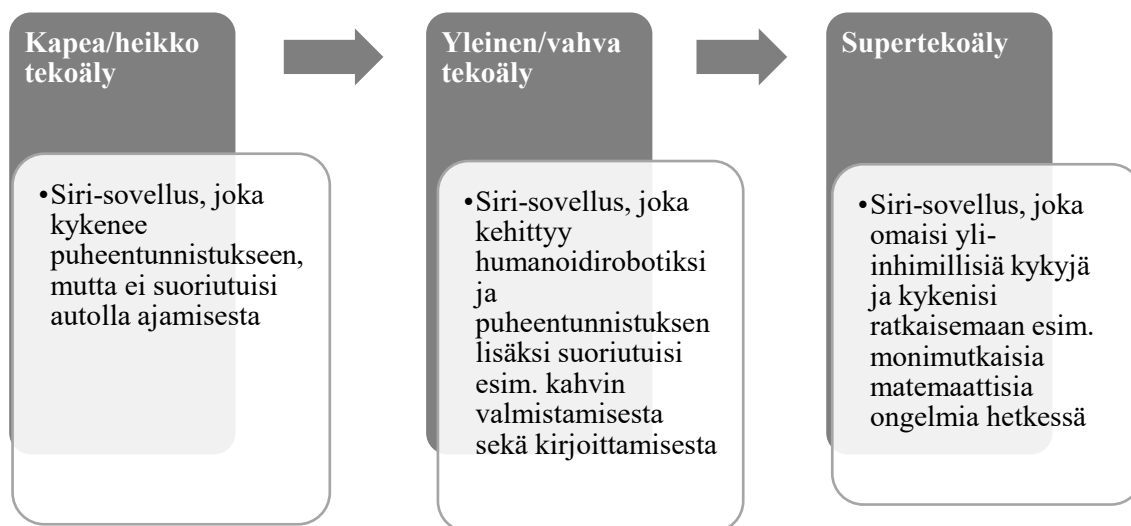 Kapea/heikko
tekoäly
•Siri-sovellus, joka
kykenee
puheentunnistukseen,
mutta ei suoriutuisi
autolla ajamisesta
Yleinen/vahva
tekoäly
•Siri-sovellus, joka
kehittyy
humanoidirobotiksi
ja
puheentunnistuksen
lisäksi suoriutuisi
esim. kahvin
valmistamisesta
sekä kirjoittamisesta
Supertekoäly
•Siri-sovellus, joka
omaisi yli-
inhimillisiä kykyjä
ja kykenisi
ratkaisemaan esim.
monimutkaisia
matemaattisia
ongelmia hetkessä